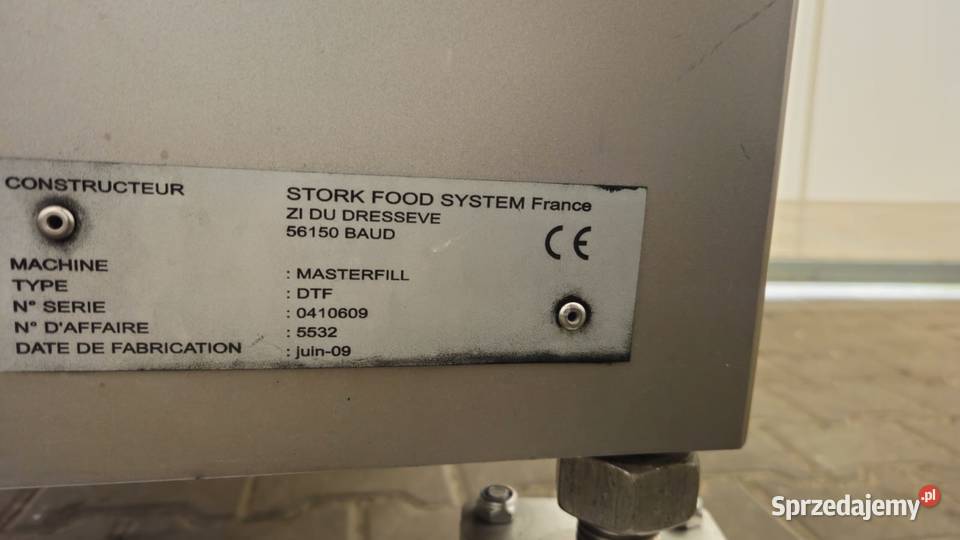 CONSTRUCTEUR STORK FOOD SYSTEM France
ZI DU DRESSEVE
56150 BAUD
CE
MACHINE : MASTERFILL
TYPE : DTF
N° SERIE : 0410609
N° D'AFFAIRE : 5532
DATE DE FABRICATION : juin-09
Sprzedajemy .pl